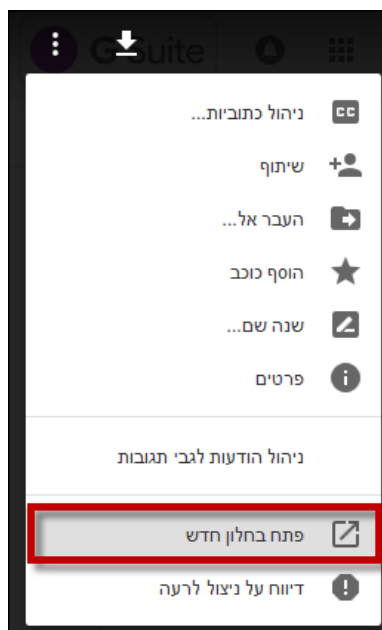 G Suite
ניהול כתוביות...
שיתוף
העבר אל...
הוסף כוכב
שנה שם...
פרטים
ניהול הודעות לגבי תגובות
פתח בחלון חדש
דיווח על ניצול לרעה